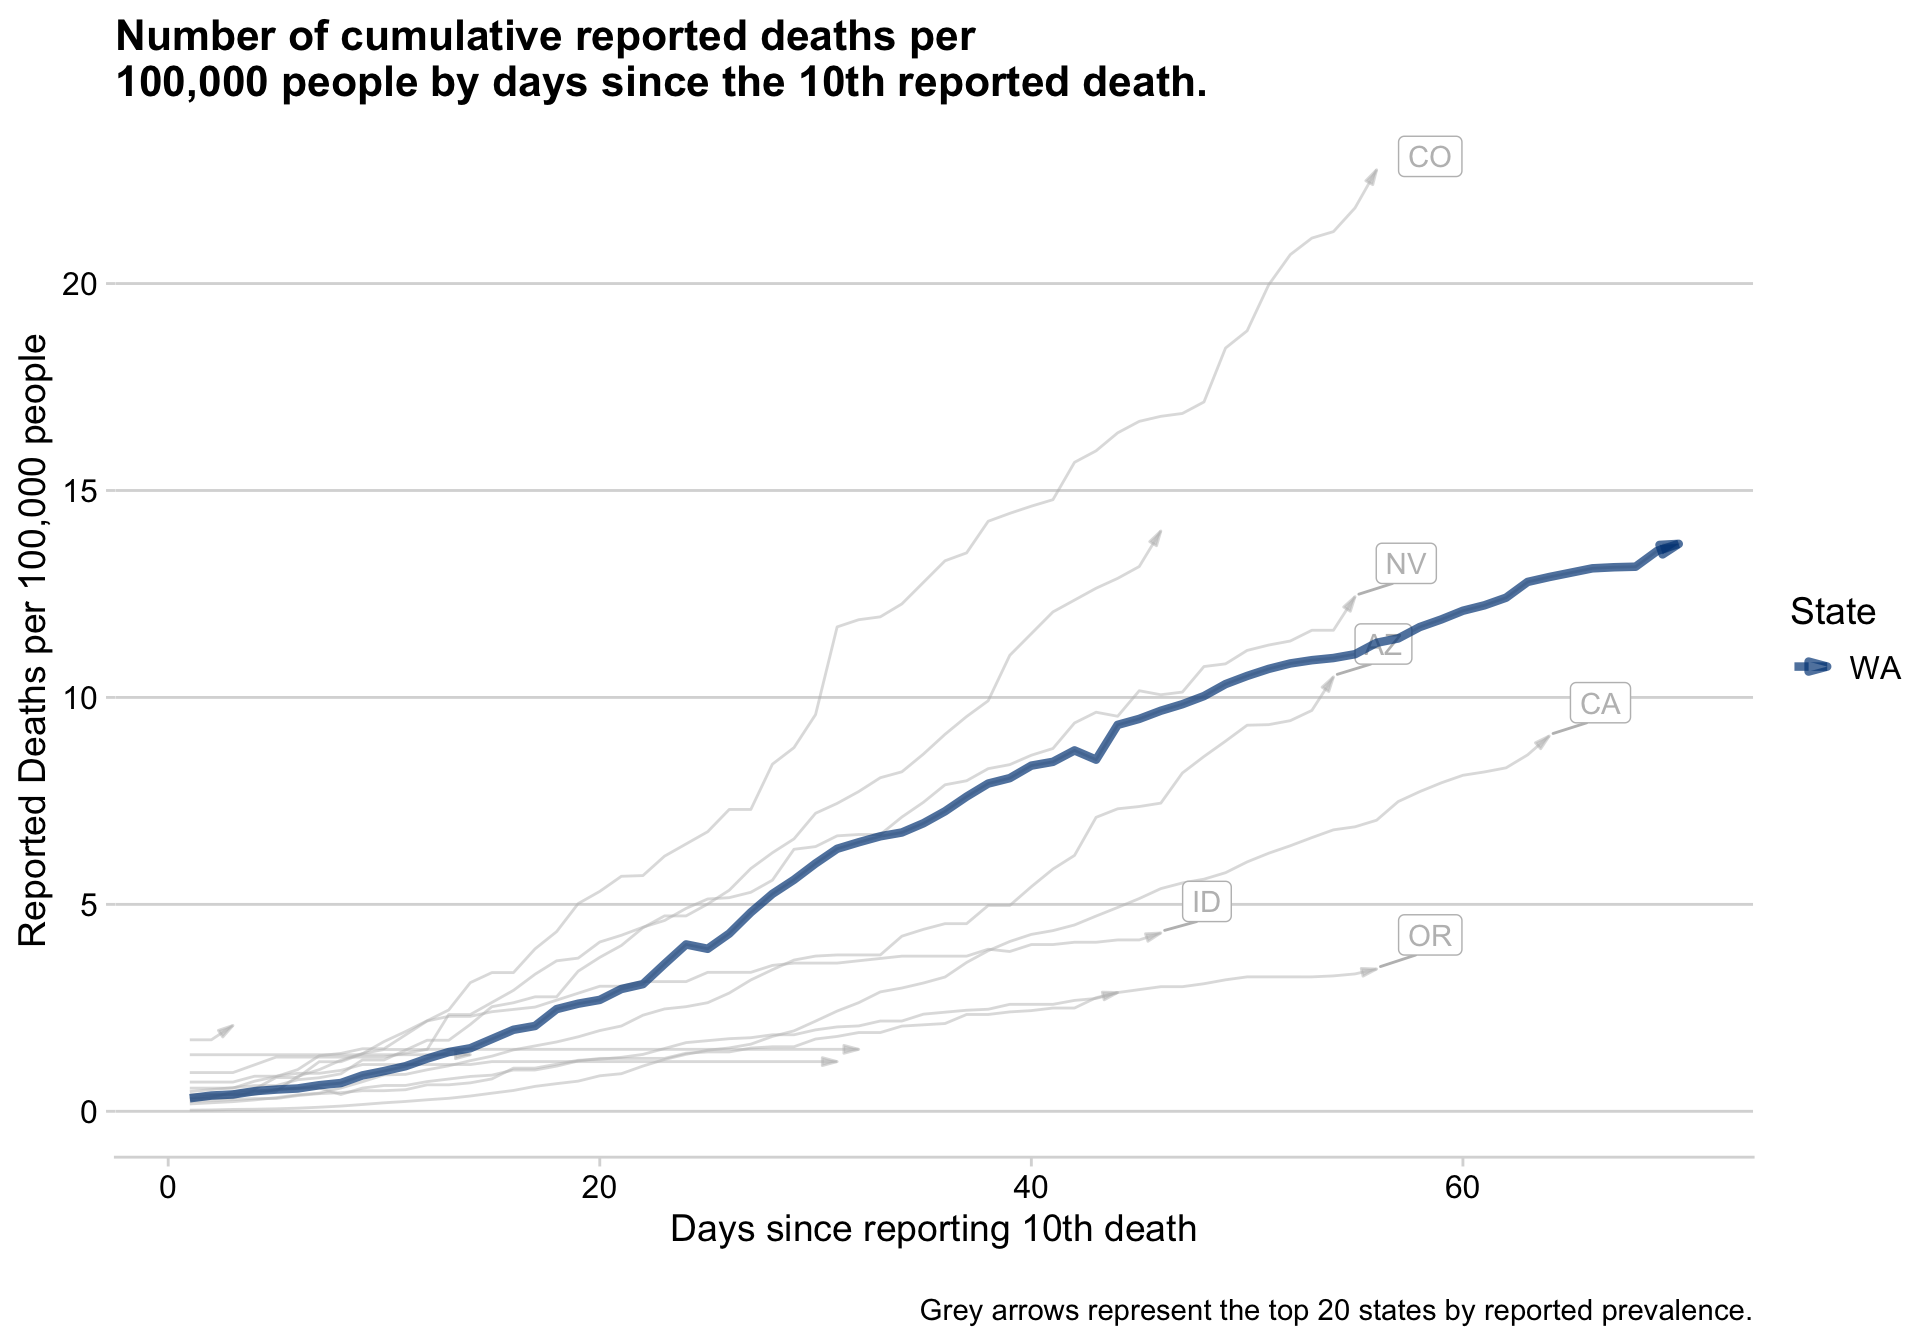 Number of cumulative reported deaths per
100,000 people by days since the 10th reported death.
CO
20
15
NV
AZ
10
CA
ID
5
OR
0
Reported Deaths per 100,000 people
State
WA
0 20 40 60
Days since reporting 10th death
Grey arrows represent the top 20 states by reported prevalence.